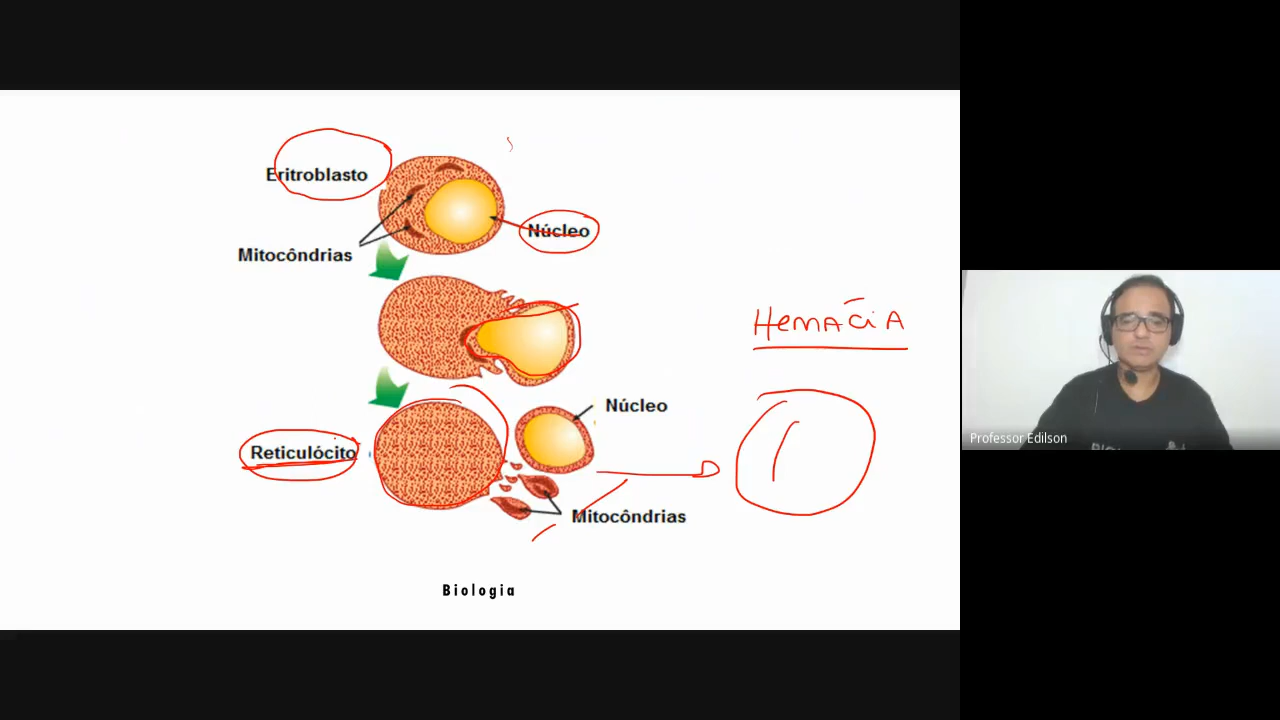 Eritroblasto
Núcleo
Mitocôndrias
HemáciA
Núcleo
Reticulócito
Mitocôndrias
Biologia
Professor Edilson